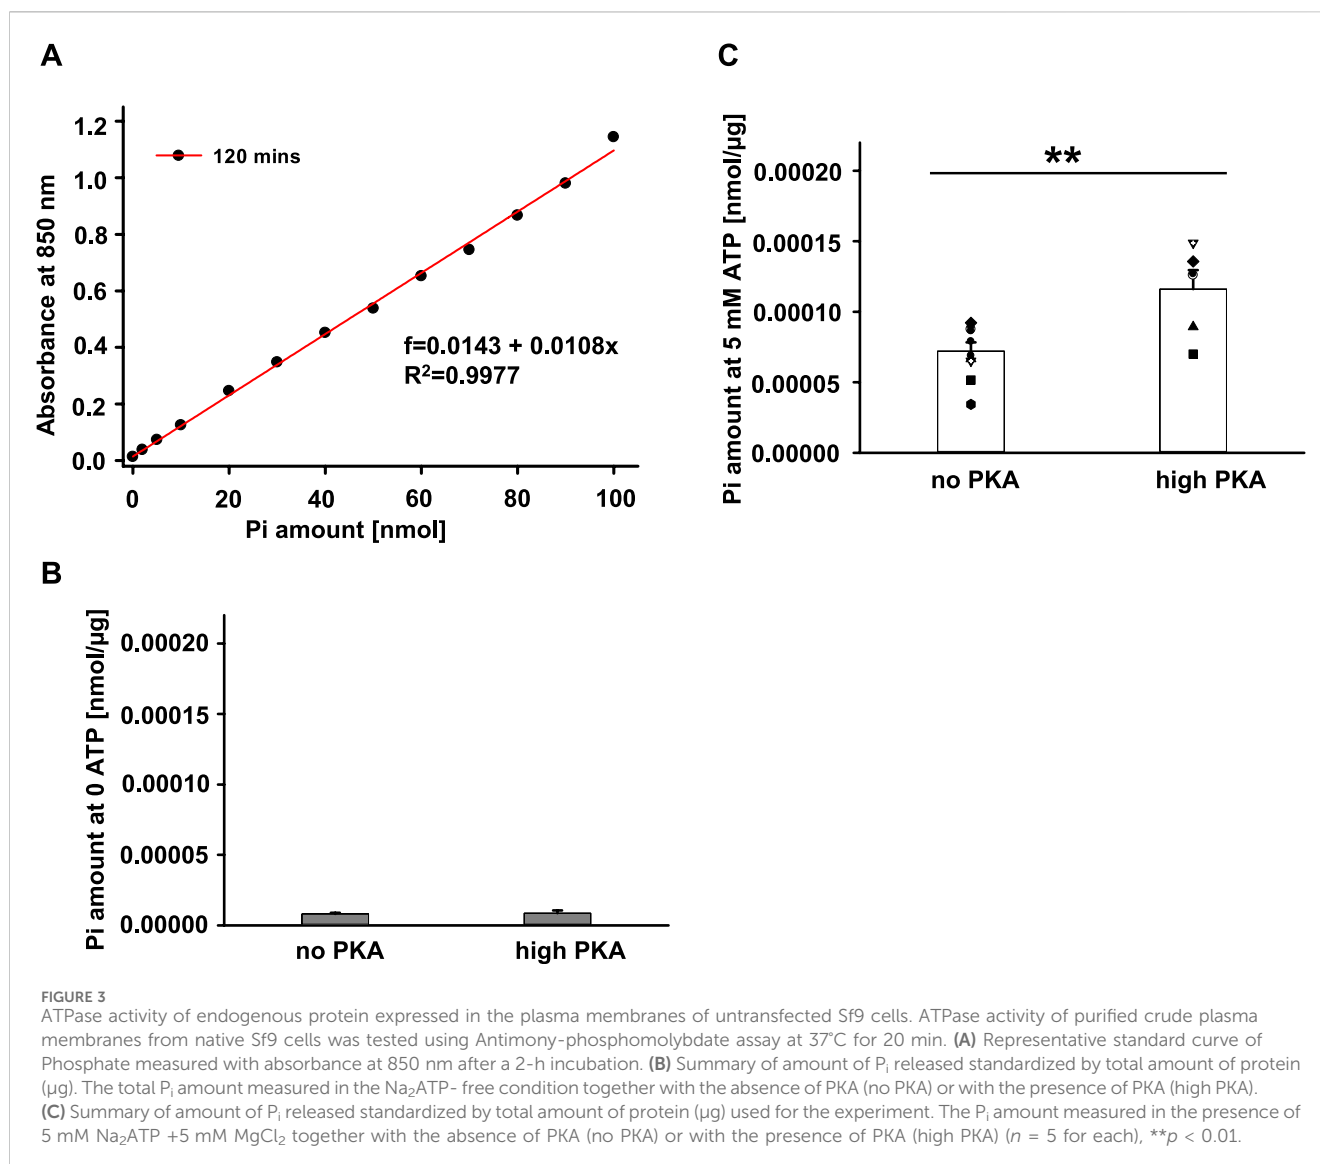 A
Absorbance at 850 nm
1.2
1.0
0.8
0.6
0.4
0.2
0.0
120 mins
f=0.0143 + 0.0108x
R²=0.9977
0 20 40 60 80 100
Pi amount [nmol]
C
Pi amount at 5 mM ATP [nmol/µg]
0.00020
0.00015
0.00010
0.00005
0.00000
**
no PKA high PKA
B
Pi amount at 0 ATP [nmol/µg]
0.00020
0.00015
0.00010
0.00005
0.00000
no PKA high PKA
FIGURE 3
ATPase activity of endogenous protein expressed in the plasma membranes of untransfected Sf9 cells. ATPase activity of purified crude plasma
membranes from native Sf9 cells was tested using Antimony-phosphomolybdate assay at 37°C for 20 min. (A) Representative standard curve of
Phosphate measured with absorbance at 850 nm after a 2-h incubation. (B) Summary of amount of Pᵢ released standardized by total amount of protein
(µg). The total Pᵢ amount measured in the Na₂ATP- free condition together with the absence of PKA (no PKA) or with the presence of PKA (high PKA).
(C) Summary of amount of Pᵢ released standardized by total amount of protein (µg) used for the experiment. The Pᵢ amount measured in the presence of
5 mM Na₂ATP +5 mM MgCl₂ together with the absence of PKA (no PKA) or with the presence of PKA (high PKA) (n = 5 for each), **p < 0.01.